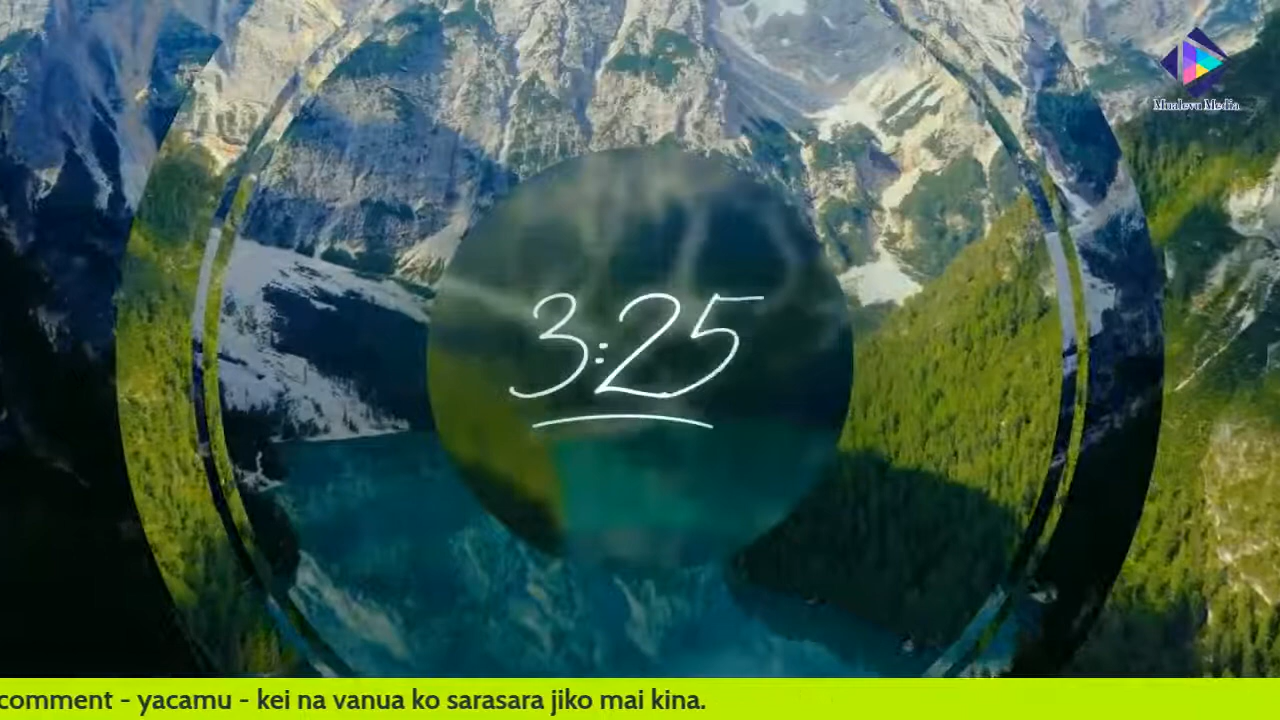 Mualevu Media
3:25
comment - yacamu - kei na vanua ko sarasara jiko mai kina.